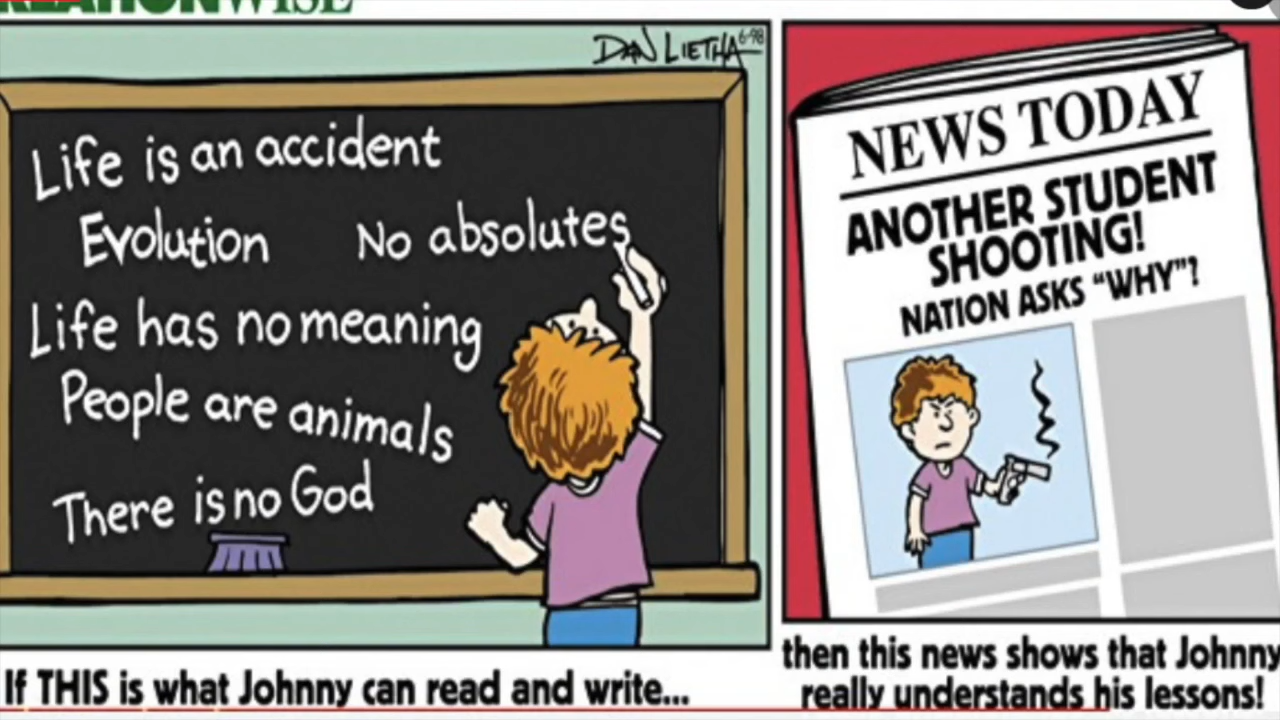 CREATIONWISE
DAN LIETHA 6-98
Life is an accident
Evolution No absolutes
Life has no meaning
People are animals
There is no God
If THIS is what Johnny can read and write...
NEWS TODAY
ANOTHER STUDENT
SHOOTING!
NATION ASKS "WHY"?
then this news shows that Johnny
really understands his lessons!